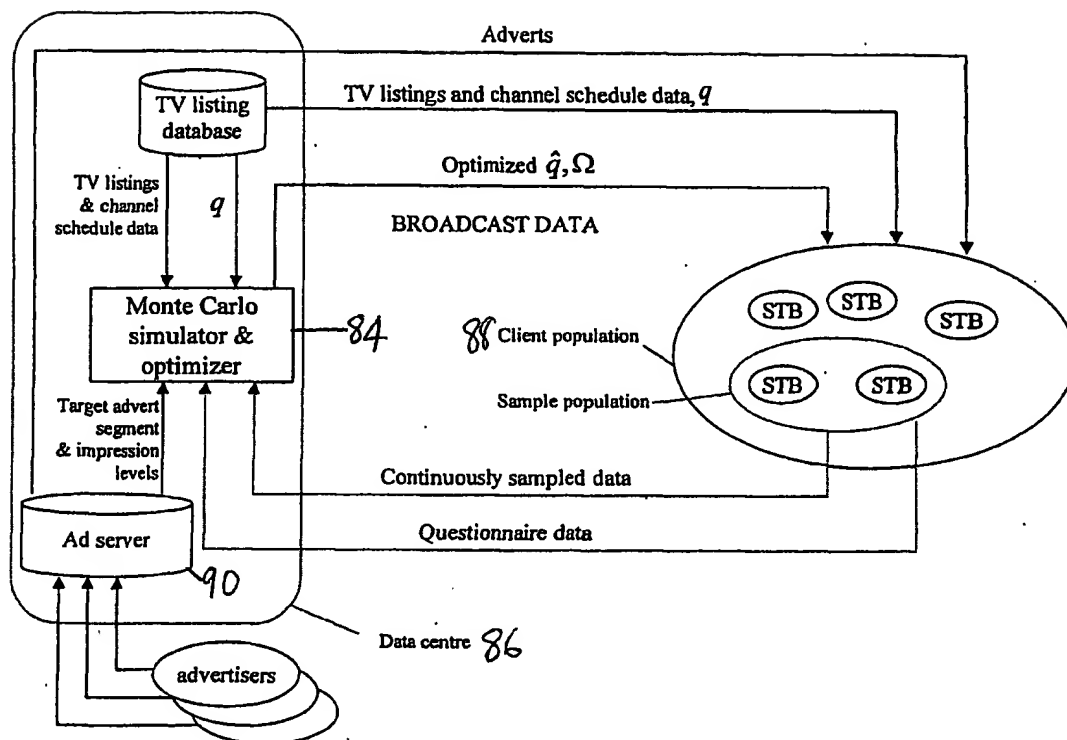 Adverts
TV listing
database
TV listings and channel schedule data, q
Optimized q̂, Ω
TV listings
& channel
schedule data
q
BROADCAST DATA
Monte Carlo
simulator &
optimizer
84
88 Client population
STB
STB
STB
STB
STB
Sample population
Target advert
segment
& impression
levels
Continuously sampled data
Questionnaire data
Ad server
90
Data centre 86
advertisers